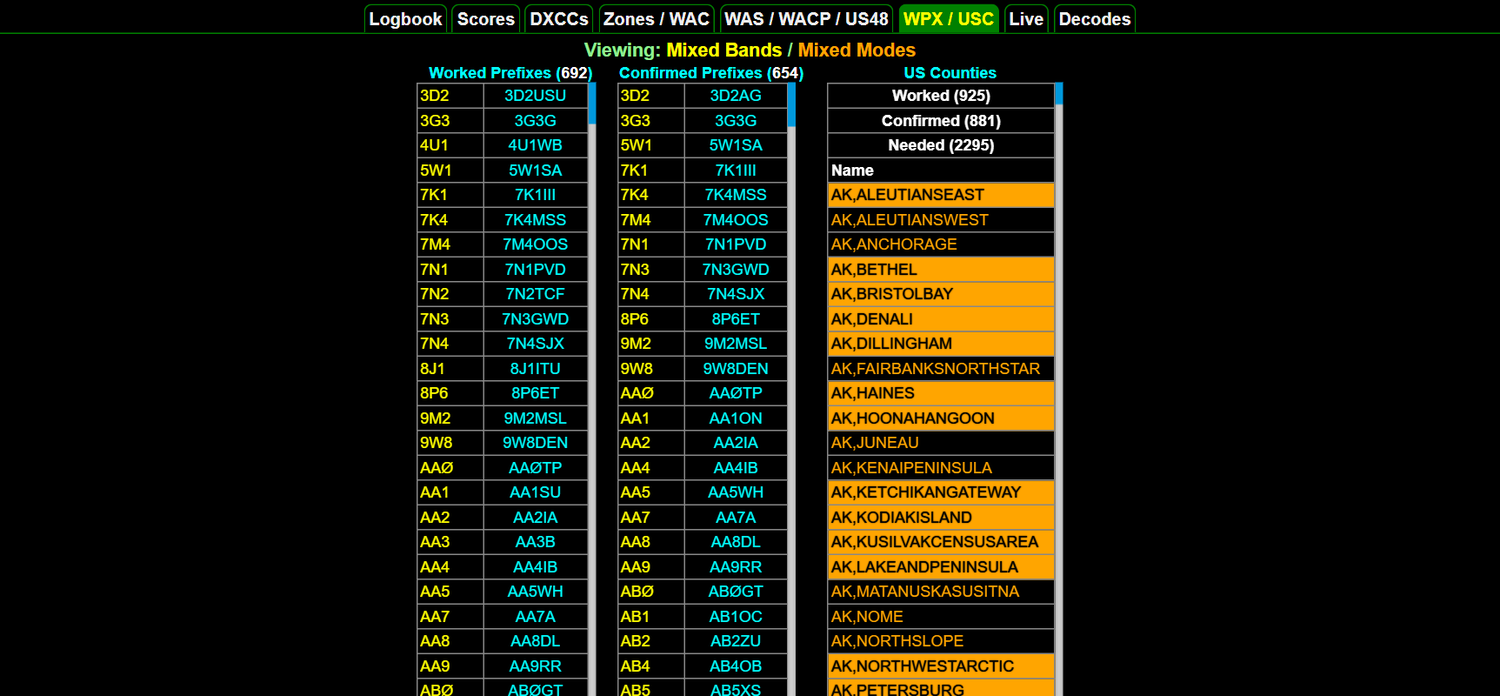 Logbook Scores DXCCs Zones / WAC WAS / WACP / US48 WPX / USC Live Decodes
Viewing: Mixed Bands / Mixed Modes
Worked Prefixes (692)
3D2 3D2USU
3G3 3G3G
4U1 4U1WB
5W1 5W1SA
7K1 7K1III
7K4 7K4MSS
7M4 7M4OOS
7N1 7N1PVD
7N2 7N2TCF
7N3 7N3GWD
7N4 7N4SJX
8J1 8J1ITU
8P6 8P6ET
9M2 9M2MSL
9W8 9W8DEN
AAØ AAØTP
AA1 AA1SU
AA2 AA2IA
AA3 AA3B
AA4 AA4IB
AA5 AA5WH
AA7 AA7A
AA8 AA8DL
AA9 AA9RR
ABØ ABØGT
Confirmed Prefixes (654)
3D2 3D2AG
3G3 3G3G
5W1 5W1SA
7K1 7K1III
7K4 7K4MSS
7M4 7M4OOS
7N1 7N1PVD
7N3 7N3GWD
7N4 7N4SJX
8P6 8P6ET
9M2 9M2MSL
9W8 9W8DEN
AAØ AAØTP
AA1 AA1ON
AA2 AA2IA
AA4 AA4IB
AA5 AA5WH
AA7 AA7A
AA8 AA8DL
AA9 AA9RR
ABØ ABØGT
AB1 AB1OC
AB2 AB2ZU
AB4 AB4OB
AB5 AB5XS
US Counties
Worked (925)
Confirmed (881)
Needed (2295)
Name
AK,ALEUTIANSEAST
AK,ALEUTIANSWEST
AK,ANCHORAGE
AK,BETHEL
AK,BRISTOLBAY
AK,DENALI
AK,DILLINGHAM
AK,FAIRBANKSNORTHSTAR
AK,HAINES
AK,HOONAHANGOON
AK,JUNEAU
AK,KENAIPENINSULA
AK,KETCHIKANGATEWAY
AK,KODIAKISLAND
AK,KUSILVAKCENSUSAREA
AK,LAKEANDPENINSULA
AK,MATANUSKASUSITNA
AK,NOME
AK,NORTHSLOPE
AK,NORTHWESTARCTIC
AK,PETERSBURG